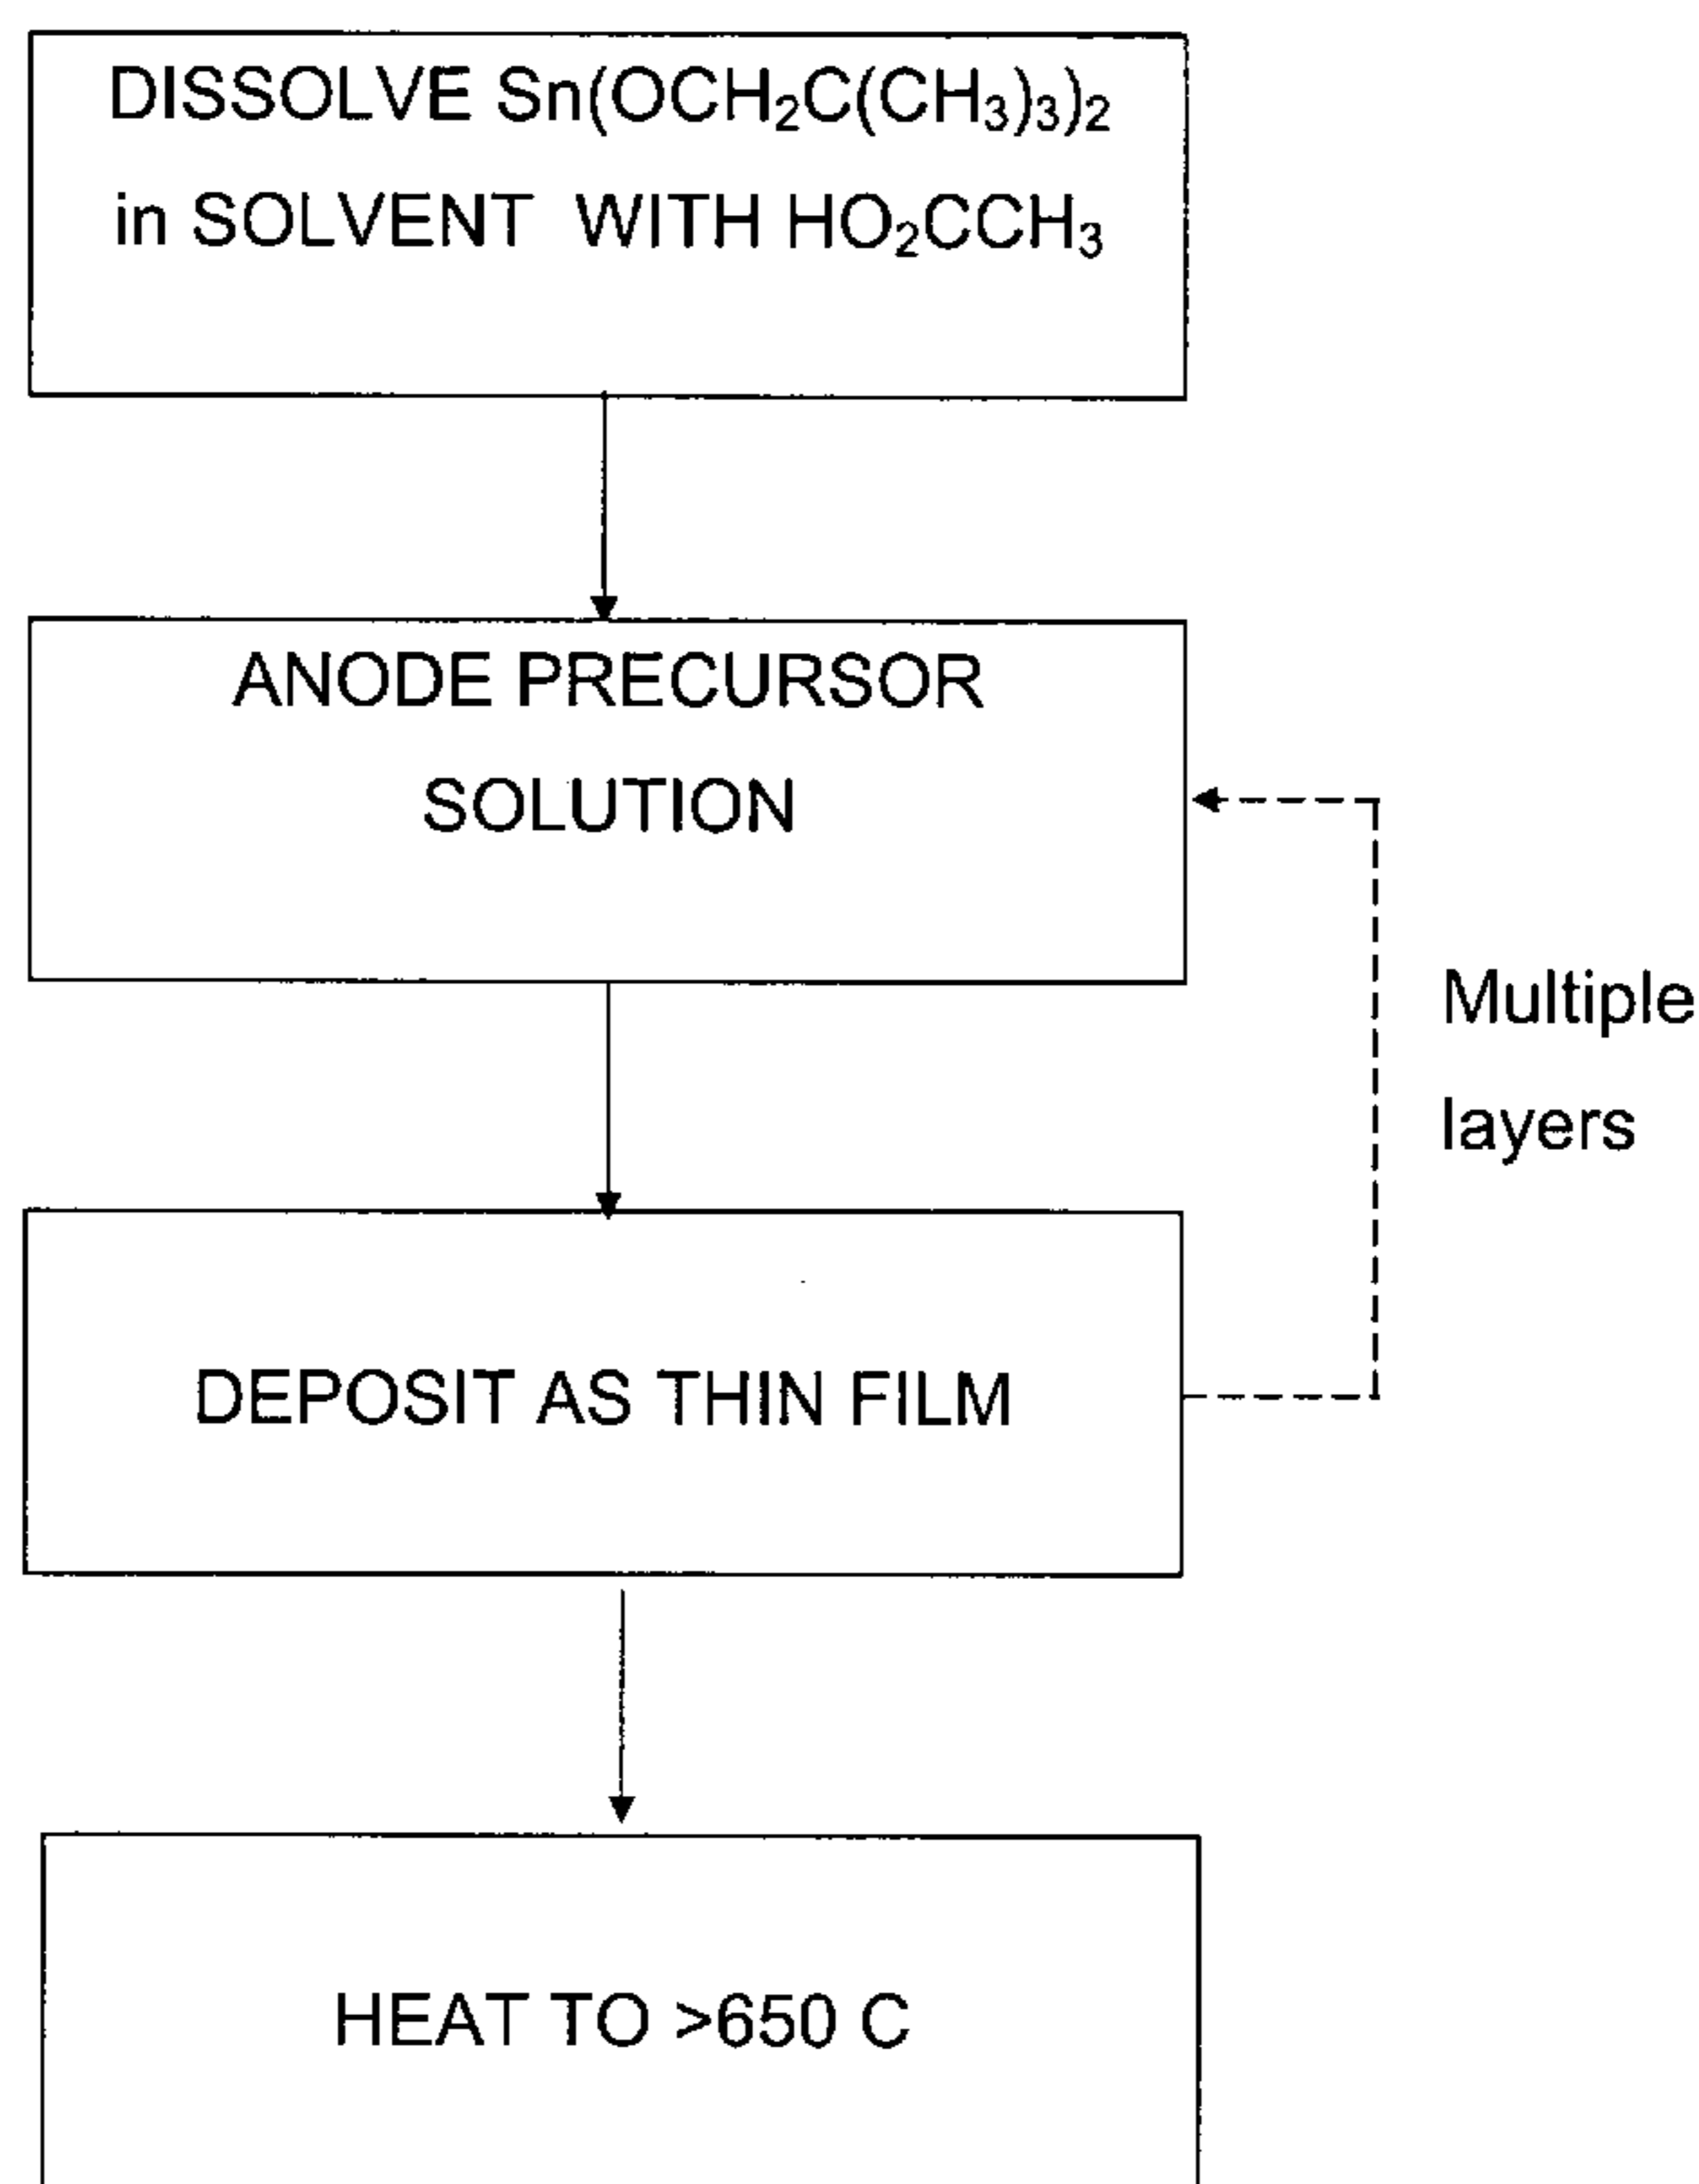 DISSOLVE Sn(OCH₂C(CH₃)₃)₂
in SOLVENT WITH HO₂CCH₃
ANODE PRECURSOR
SOLUTION
Multiple
layers
DEPOSIT AS THIN FILM
HEAT TO >650 C